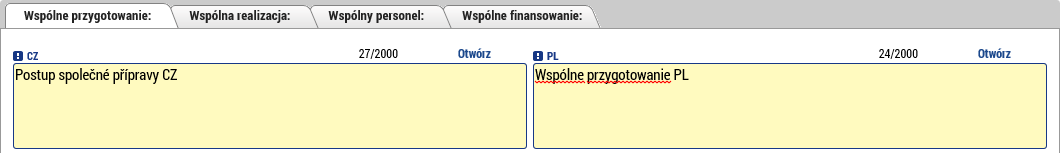 Wspólne przygotowanie: Wspólna realizacja: Wspólny personel: Wspólne finansowanie:
CZ 27/2000 Otwórz PL 24/2000 Otwórz
Postup společné přípravy CZ Wspólne przygotowanie PL